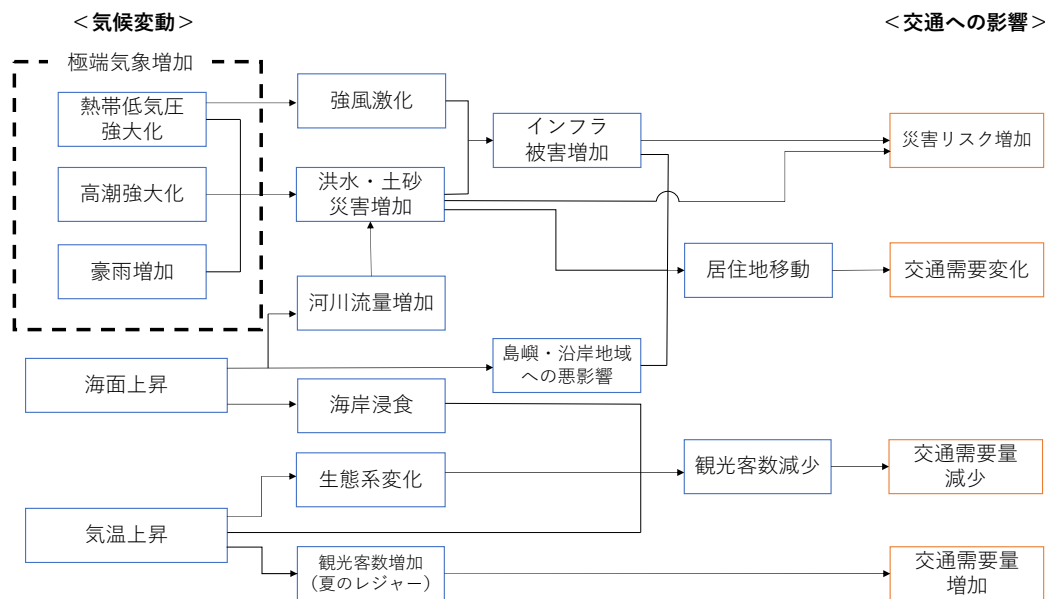 ＜気候変動＞
＜交通への影響＞
極端気象増加
熱帯低気圧
強大化
高潮強大化
豪雨増加
海面上昇
気温上昇
強風激化
洪水・土砂
災害増加
河川流量増加
海岸浸食
生態系変化
観光客数増加
（夏のレジャー）
インフラ
被害増加
島嶼・沿岸地域
への悪影響
居住地移動
観光客数減少
災害リスク増加
交通需要変化
交通需要量
減少
交通需要量
増加